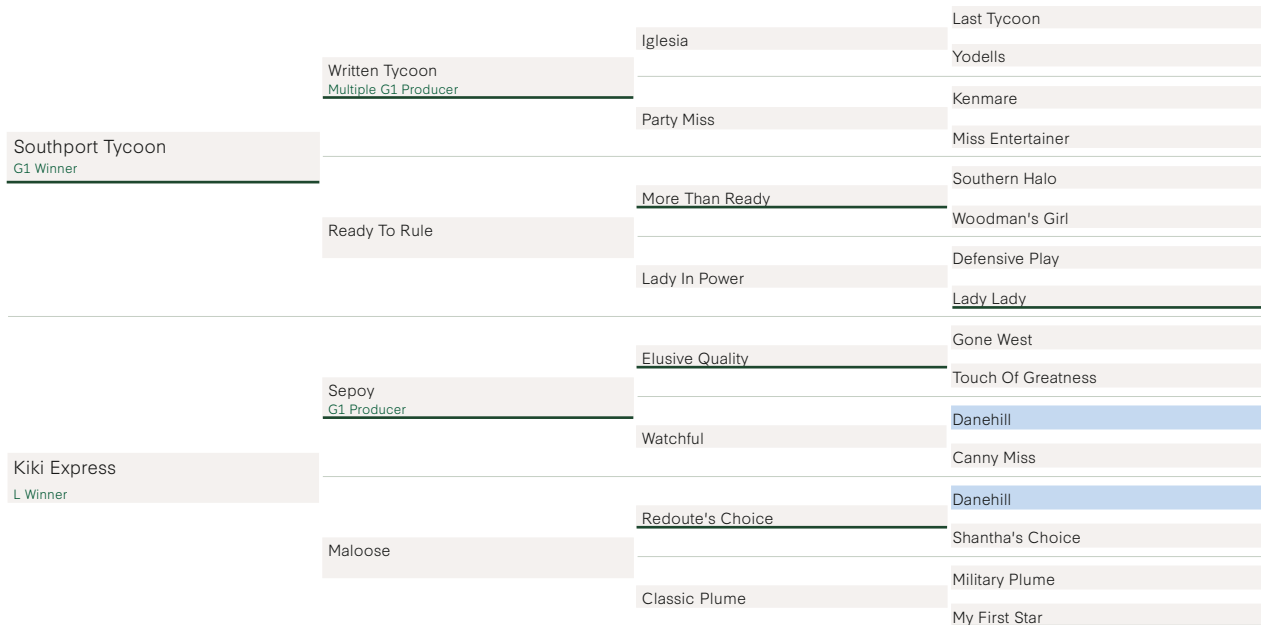 Southport Tycoon
G1 Winner
Kiki Express
L Winner
Written Tycoon
Multiple G1 Producer
Ready To Rule
Sepoy
G1 Producer
Maloose
Iglesia
Party Miss
More Than Ready
Lady In Power
Elusive Quality
Watchful
Redoute's Choice
Classic Plume
Last Tycoon
Yodells
Kenmare
Miss Entertainer
Southern Halo
Woodman's Girl
Defensive Play
Lady Lady
Gone West
Touch Of Greatness
Danehill
Canny Miss
Danehill
Shantha's Choice
Military Plume
My First Star